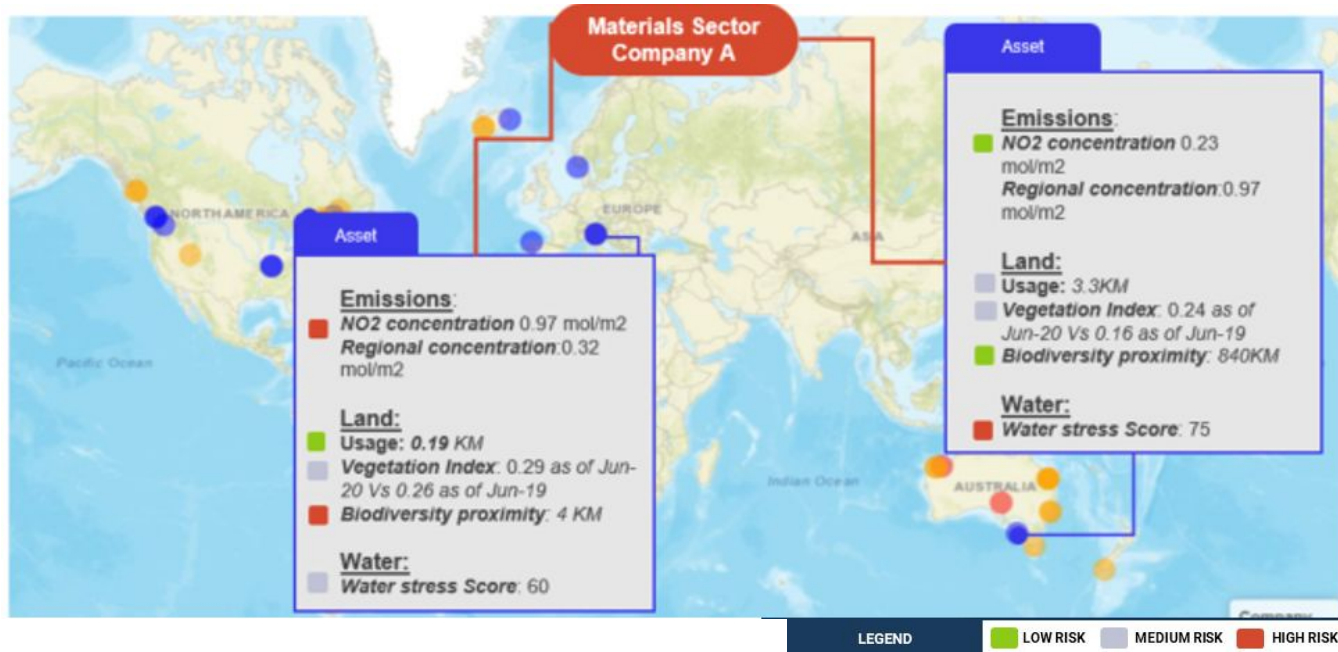 Materials Sector
Company A
Asset
Emissions:
NO2 concentration 0.23
mol/m2
Regional concentration:0.97
mol/m2
Land:
Usage: 3.3KM
Vegetation Index: 0.24 as of
Jun-20 Vs 0.16 as of Jun-19
Biodiversity proximity: 840KM
Water:
Water stress Score: 75
NORTH AMERICA
EUROPE
ASIA
Asset
Emissions:
NO2 concentration 0.97 mol/m2
Regional concentration:0.32
mol/m2
Land:
Usage: 0.19 KM
Vegetation Index: 0.29 as of Jun-
20 Vs 0.26 as of Jun-19
Biodiversity proximity: 4 KM
Water:
Water stress Score: 60
Pacific Ocean
Indian Ocean
AUSTRALIA
Company
LEGEND
LOW RISK
MEDIUM RISK
HIGH RISK